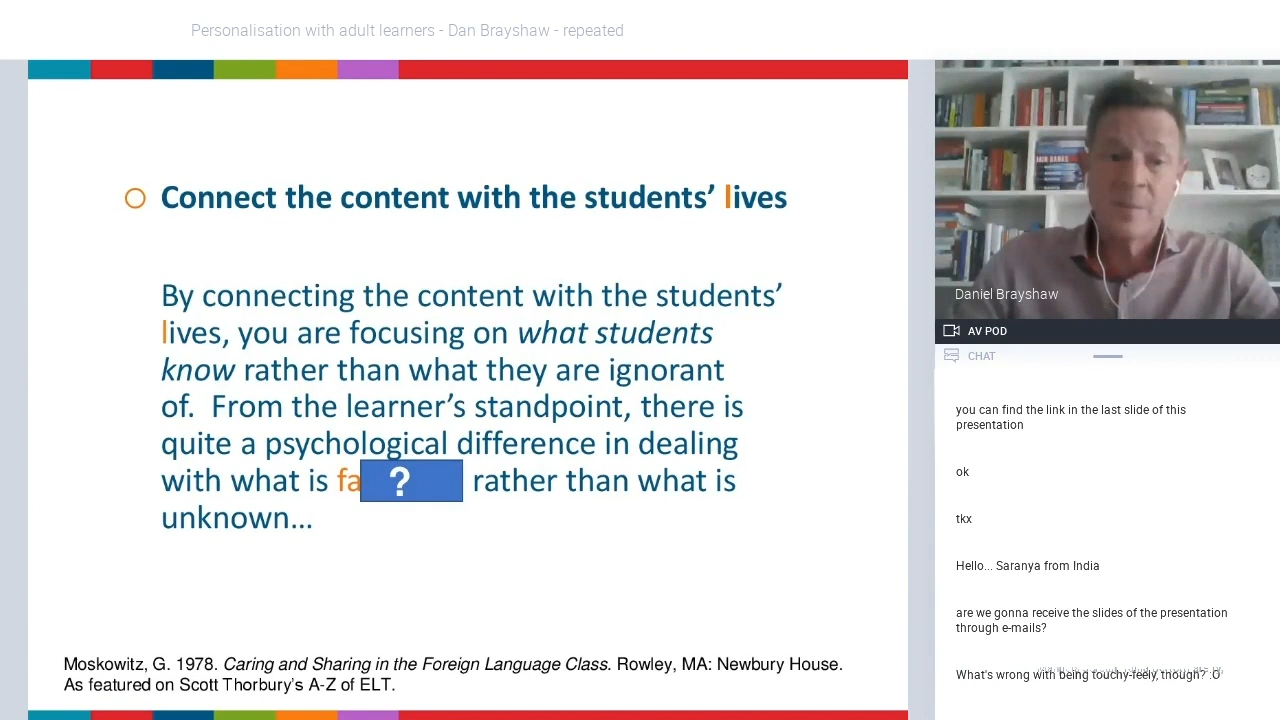 Personalisation with adult learners - Dan Brayshaw - repeated
Connect the content with the students’ lives
By connecting the content with the students’
lives, you are focusing on what students
know rather than what they are ignorant
of. From the learner’s standpoint, there is
quite a psychological difference in dealing
with what is fa ? rather than what is
unknown...
Moskowitz, G. 1978. Caring and Sharing in the Foreign Language Class. Rowley, MA: Newbury House.
As featured on Scott Thorbury’s A-Z of ELT.
IAIN BANKS
Daniel Brayshaw
AV POD
CHAT
you can find the link in the last slide of this
presentation
ok
tkx
Hello... Saranya from India
are we gonna receive the slides of the presentation
through e-mails?
What's wrong with being touchy-feely, though? :O